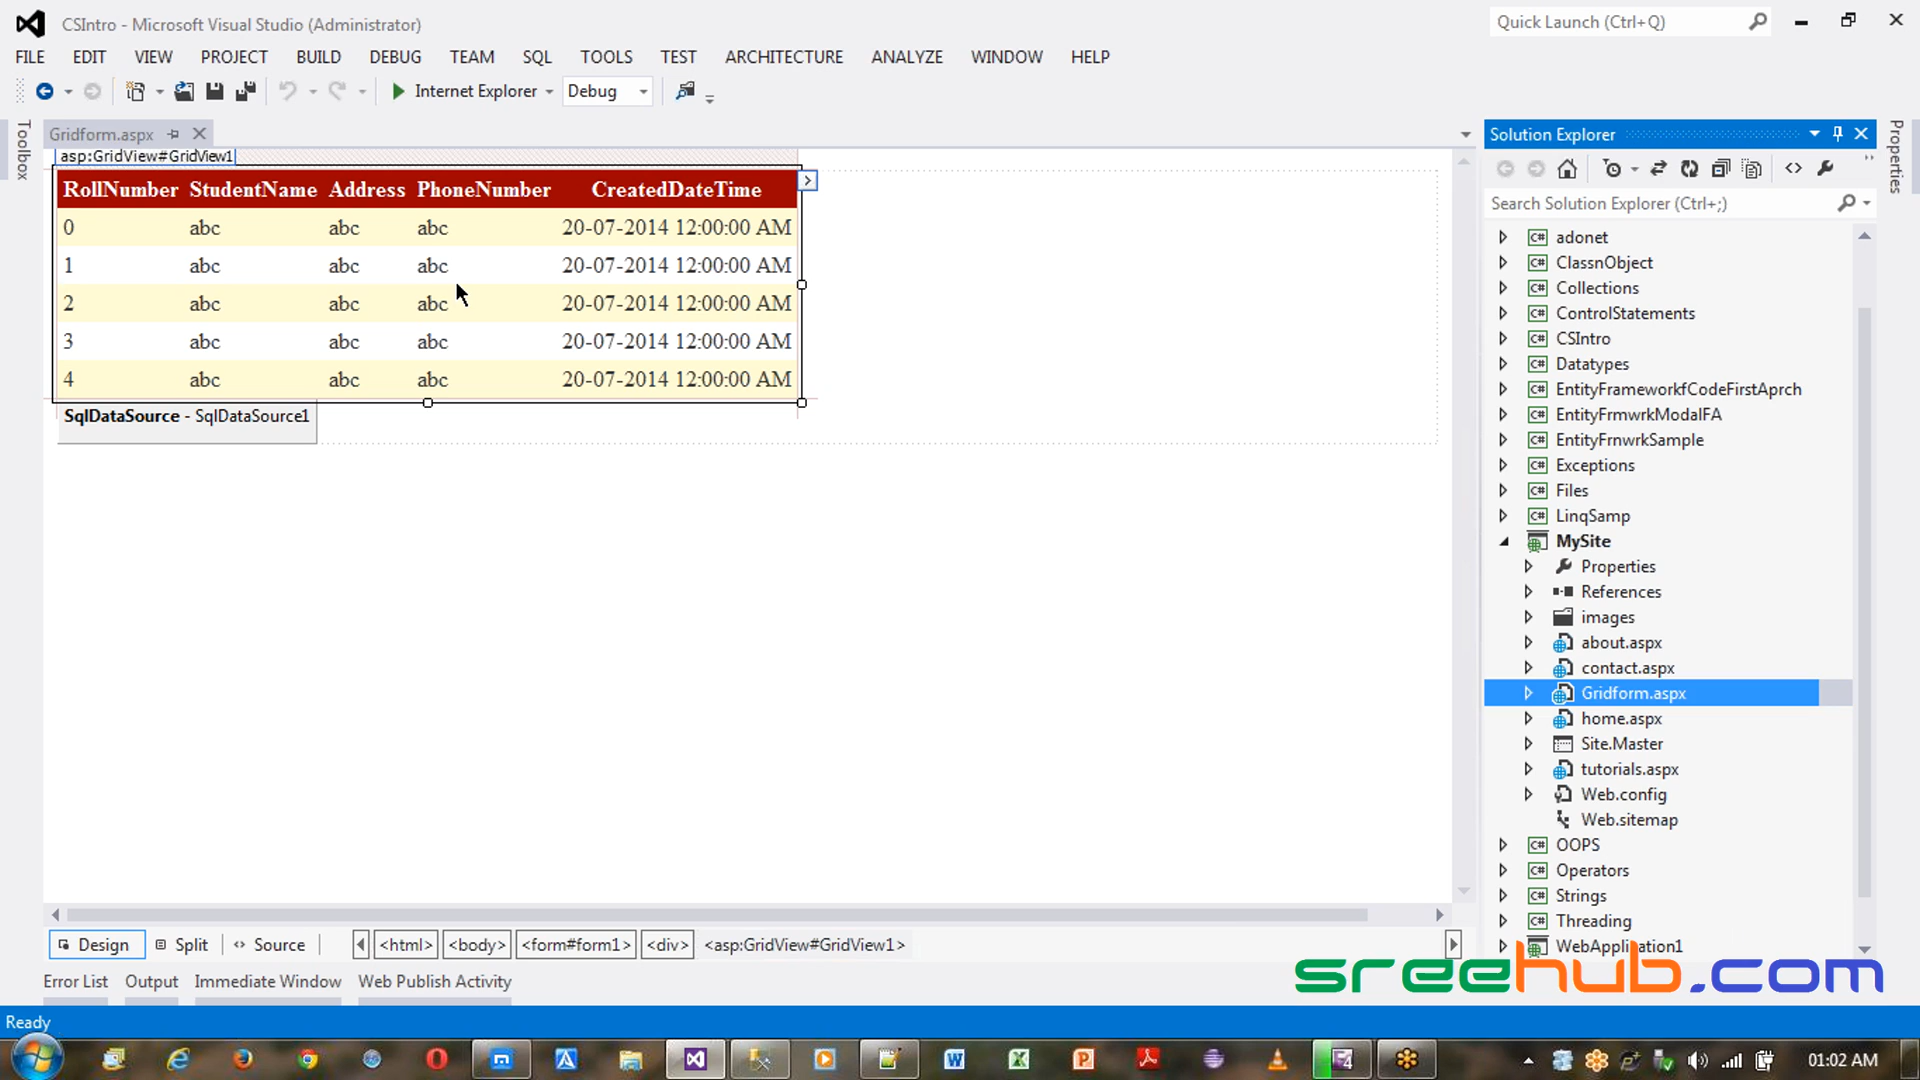 CSIntro - Microsoft Visual Studio (Administrator)
Quick Launch (Ctrl+Q)
FILE EDIT VIEW PROJECT BUILD DEBUG TEAM SQL TOOLS TEST ARCHITECTURE ANALYZE WINDOW HELP
Internet Explorer Debug
Toolbox
Gridform.aspx
asp:GridView#GridView1
RollNumber StudentName Address PhoneNumber CreatedDateTime
0 abc abc abc 20-07-2014 12:00:00 AM
1 abc abc abc 20-07-2014 12:00:00 AM
2 abc abc abc 20-07-2014 12:00:00 AM
3 abc abc abc 20-07-2014 12:00:00 AM
4 abc abc abc 20-07-2014 12:00:00 AM
SqlDataSource - SqlDataSource1
Solution Explorer
Properties
Search Solution Explorer (Ctrl+;)
C# adonet
C# ClassnObject
C# Collections
C# ControlStatements
C# CSIntro
C# Datatypes
C# EntityFrameworkfCodeFirstAprch
C# EntityFrmwrkModalFA
C# EntityFrnwrkSample
C# Exceptions
C# Files
C# LinqSamp
MySite
Properties
References
images
about.aspx
contact.aspx
Gridform.aspx
home.aspx
Site.Master
tutorials.aspx
Web.config
Web.sitemap
C# OOPS
C# Operators
C# Strings
C# Threading
WebApplication1
Design Split Source <html> <body> <form#form1> <div> <asp:GridView#GridView1>
Error List Output Immediate Window Web Publish Activity
sreehub.com
Ready
01:02 AM